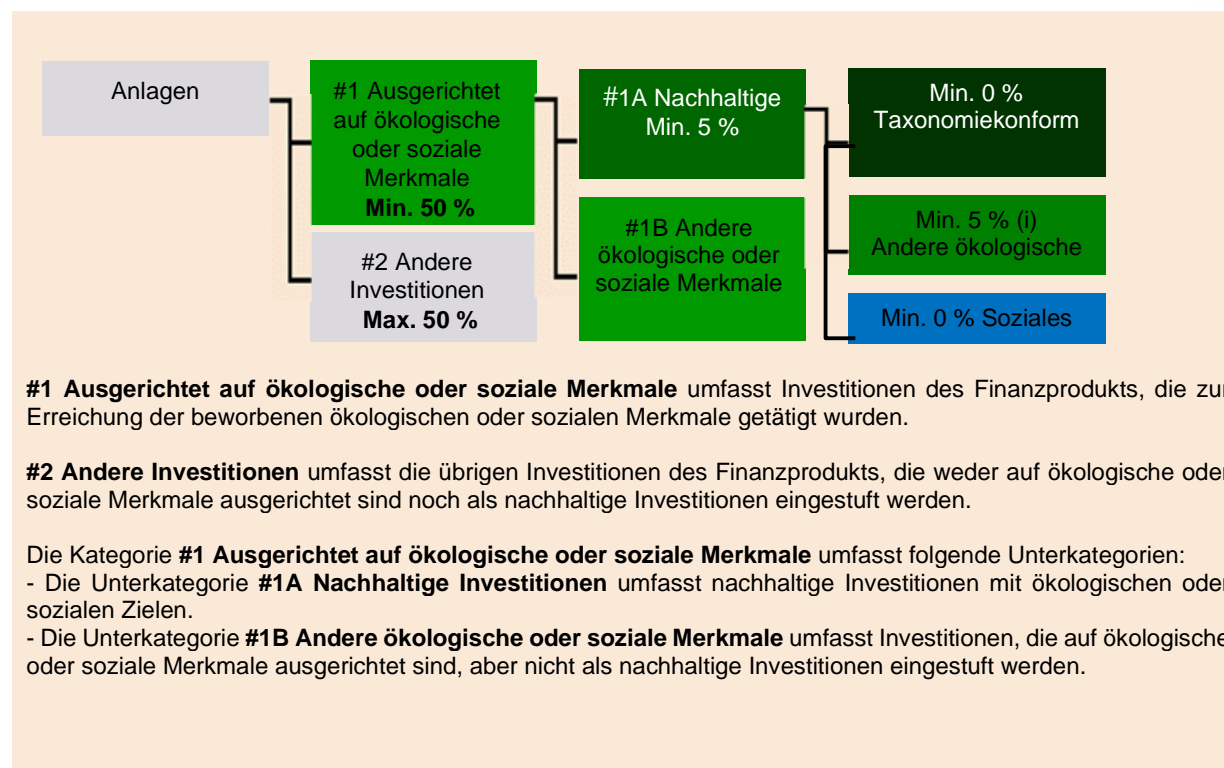 Anlagen
#1 Ausgerichtet
auf ökologische
oder soziale
Merkmale
Min. 50 %
#2 Andere
Investitionen
Max. 50 %
#1A Nachhaltige
Min. 5 %
#1B Andere
ökologische oder
soziale Merkmale
Min. 0 %
Taxonomiekonform
Min. 5 % (i)
Andere ökologische
Min. 0 % Soziales
#1 Ausgerichtet auf ökologische oder soziale Merkmale umfasst Investitionen des Finanzprodukts, die zur
Erreichung der beworbenen ökologischen oder sozialen Merkmale getätigt wurden.
#2 Andere Investitionen umfasst die übrigen Investitionen des Finanzprodukts, die weder auf ökologische oder
soziale Merkmale ausgerichtet sind noch als nachhaltige Investitionen eingestuft werden.
Die Kategorie #1 Ausgerichtet auf ökologische oder soziale Merkmale umfasst folgende Unterkategorien:
- Die Unterkategorie #1A Nachhaltige Investitionen umfasst nachhaltige Investitionen mit ökologischen oder
sozialen Zielen.
- Die Unterkategorie #1B Andere ökologische oder soziale Merkmale umfasst Investitionen, die auf ökologische
oder soziale Merkmale ausgerichtet sind, aber nicht als nachhaltige Investitionen eingestuft werden.